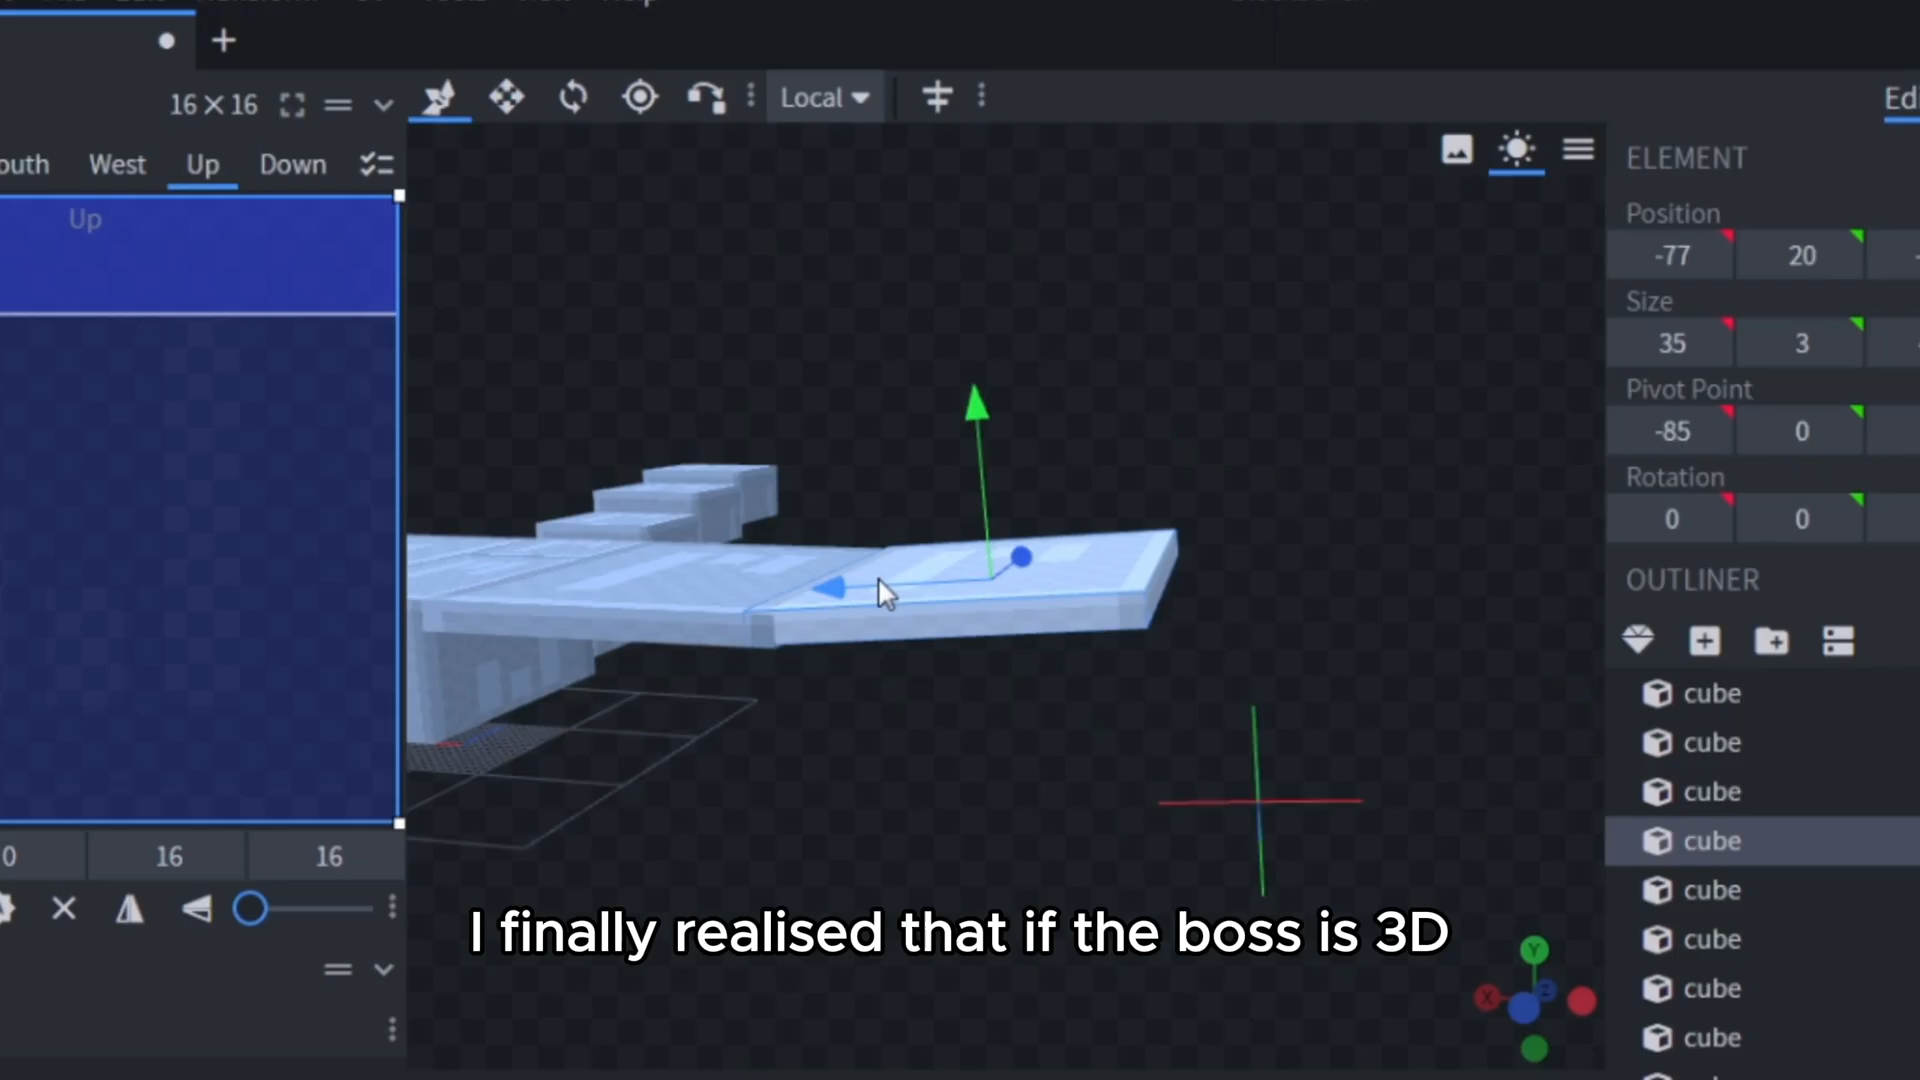 +
16×16
Local
Edi
outh
West
Up
Down
Up
ELEMENT
Position
-77
20
Size
35
3
Pivot Point
-85
0
Rotation
0
0
OUTLINER
cube
cube
cube
cube
cube
cube
cube
cube
0
16
16
I finally realised that if the boss is 3D
Y
X
Z